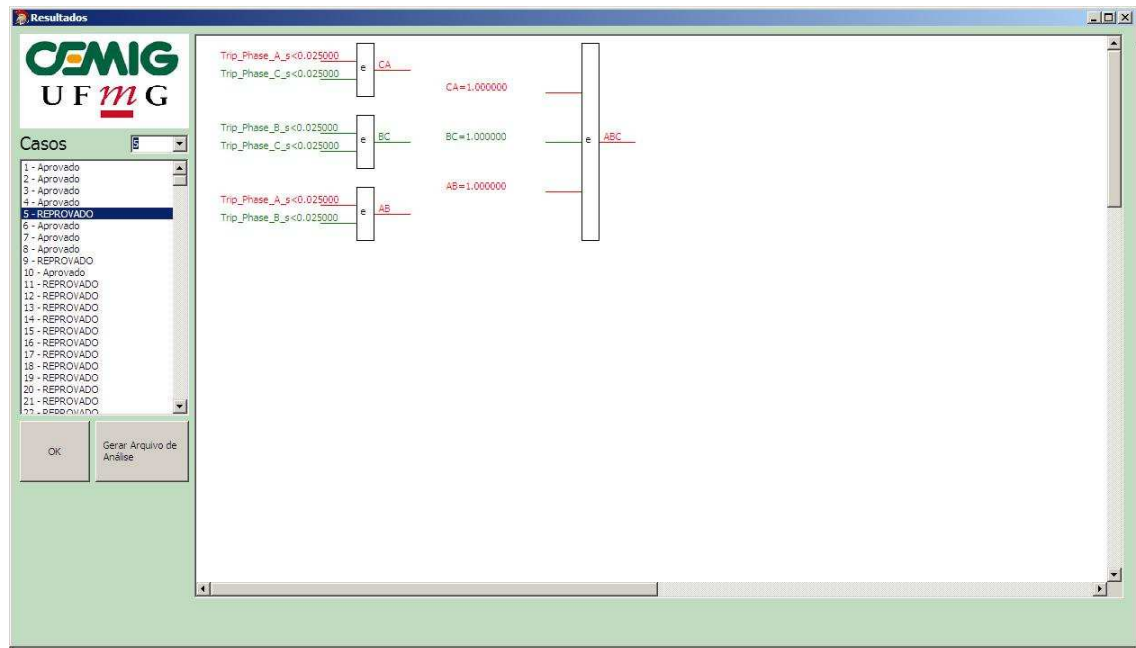 Resultados
CEMIG
UFmG
Casos 5
1 - Aprovado
2 - Aprovado
3 - Aprovado
4 - Aprovado
5 - REPROVADO
6 - Aprovado
7 - Aprovado
8 - Aprovado
9 - REPROVADO
10 - Aprovado
11 - REPROVADO
12 - REPROVADO
13 - REPROVADO
14 - REPROVADO
15 - REPROVADO
16 - REPROVADO
17 - REPROVADO
18 - REPROVADO
19 - REPROVADO
20 - REPROVADO
21 - REPROVADO
22 - REPROVADO
OK
Gerar Arquivo de
Análise
Trip_Phase_A_s<0.025000
Trip_Phase_C_s<0.025000
e
CA
Trip_Phase_B_s<0.025000
Trip_Phase_C_s<0.025000
e
BC
Trip_Phase_A_s<0.025000
Trip_Phase_B_s<0.025000
e
AB
CA=1.000000
BC=1.000000
AB=1.000000
e
ABC